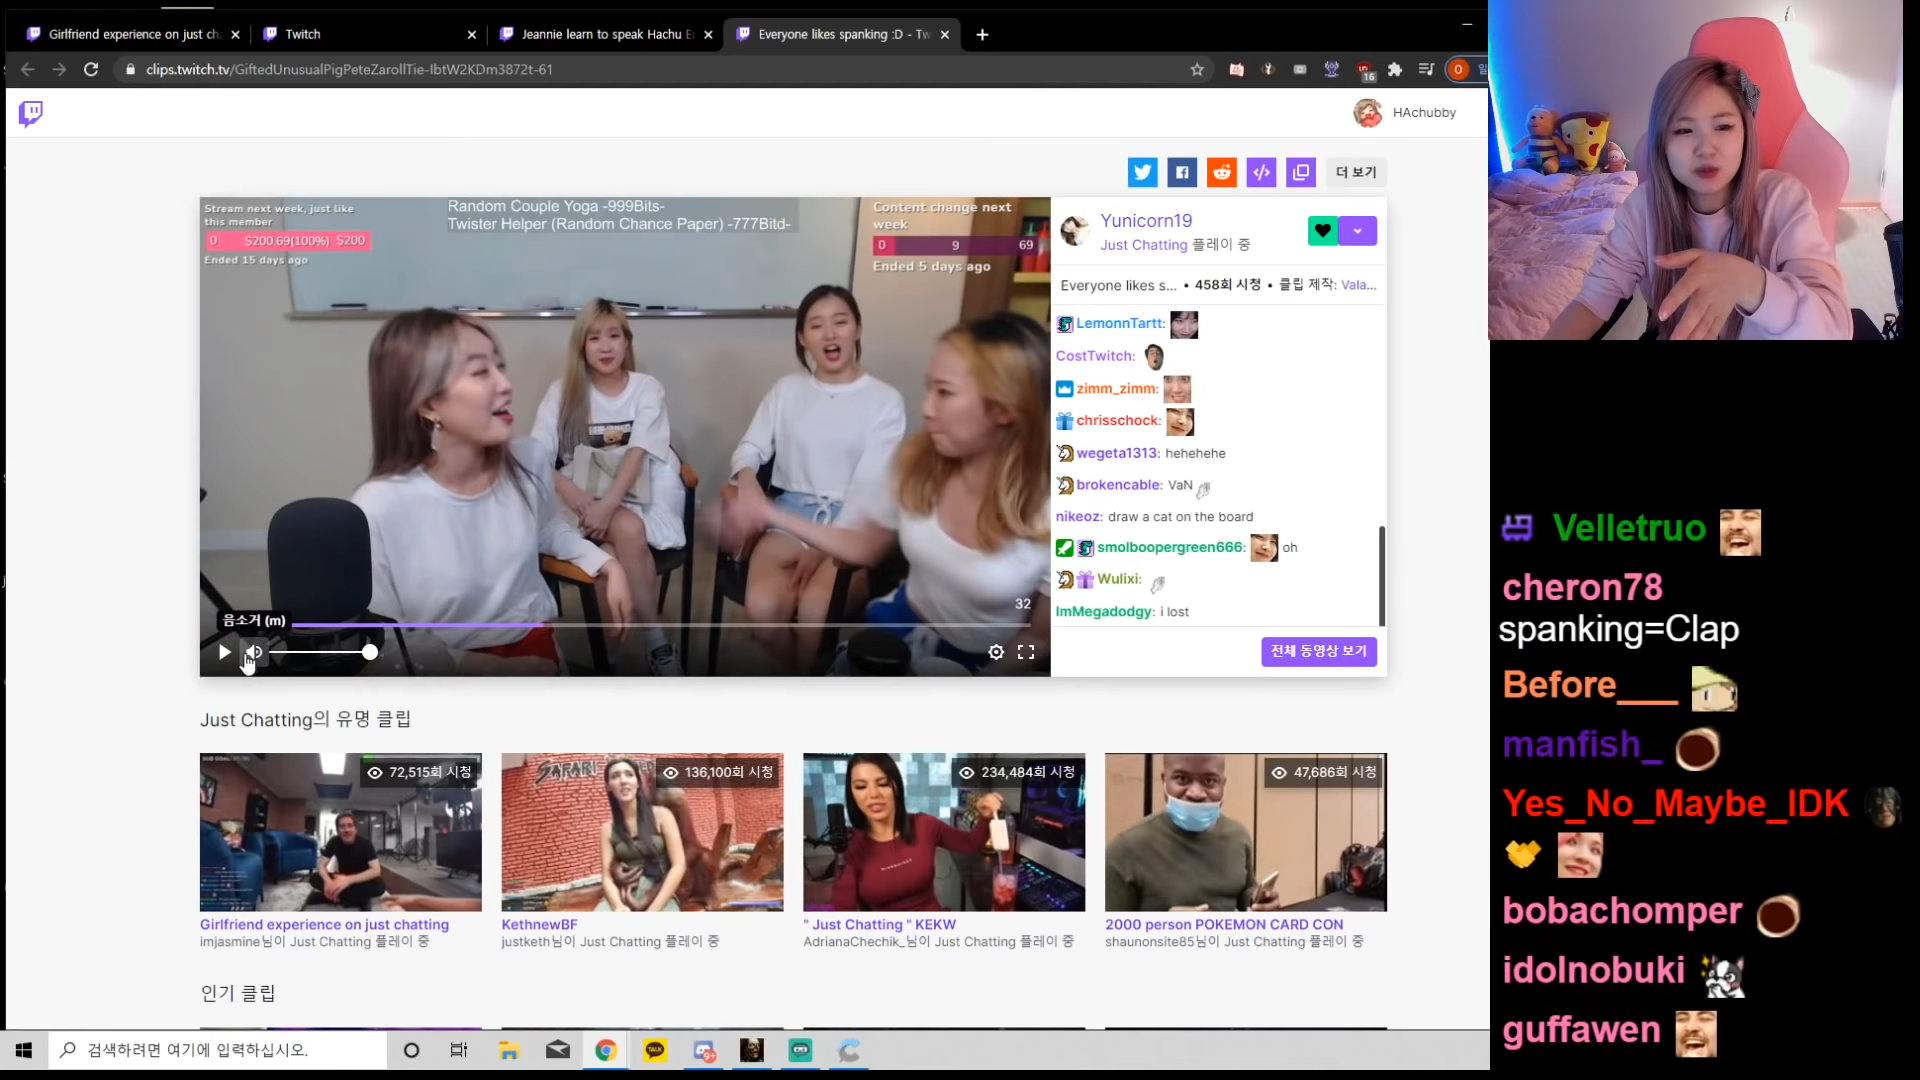 Girlfriend experience on just ch
Twitch
Jeannie learn to speak Hachu E
Everyone likes spanking :D - Tw
clips.twitch.tv/GiftedUnusualPigPeteZarollTie-IbtW2KDm3872t-61
16
O
HAchubby
더 보기
Stream next week, just like
this member
0 $200.69(100%) $200
Ended 15 days ago
Random Couple Yoga -999Bits-
Twister Helper (Random Chance Paper) -777Bitd-
Content change next
week
0 9 69
Ended 5 days ago
32
음소거 (m)
Yunicorn19
Just Chatting 플레이 중
Everyone likes s... • 458회 시청 • 클립 제작: Vala...
LemonnTartt:
CostTwitch:
zimm_zimm:
chrisschock:
wegeta1313: hehehehe
brokencable: VaN
nikeoz: draw a cat on the board
smolboopergreen666: oh
Wulixi:
ImMegadodgy: i lost
전체 동영상 보기
Just Chatting의 유명 클립
72,515회 시청
136,100회 시청
234,484회 시청
47,686회 시청
Girlfriend experience on just chatting
imjasmine님이 Just Chatting 플레이 중
KethnewBF
justketh님이 Just Chatting 플레이 중
" Just Chatting " KEKW
AdrianaChechik_님이 Just Chatting 플레이 중
2000 person POKEMON CARD CON
shaunonsite85님이 Just Chatting 플레이 중
인기 클립
검색하려면 여기에 입력하십시오.
TALK
9+
Velletruo
cheron78
spanking=Clap
Before___
manfish_
Yes_No_Maybe_IDK
bobachomper
idolnobuki
guffawen